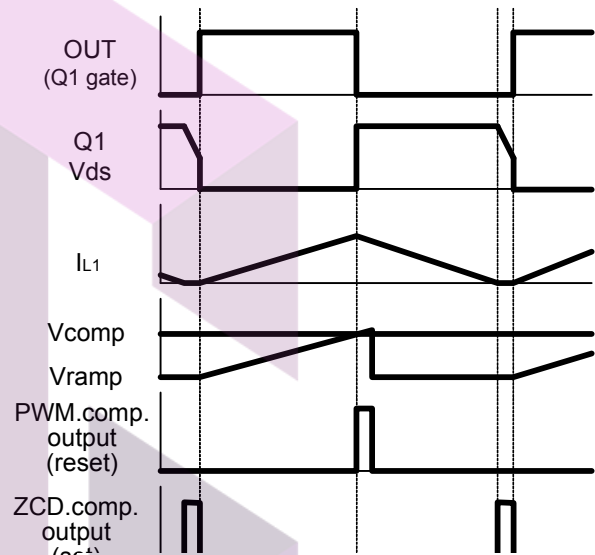 OUT
(Q1 gate)
Q1
Vds
IL1
Vcomp
Vramp
PWM.comp.
output
(reset)
ZCD.comp.
output